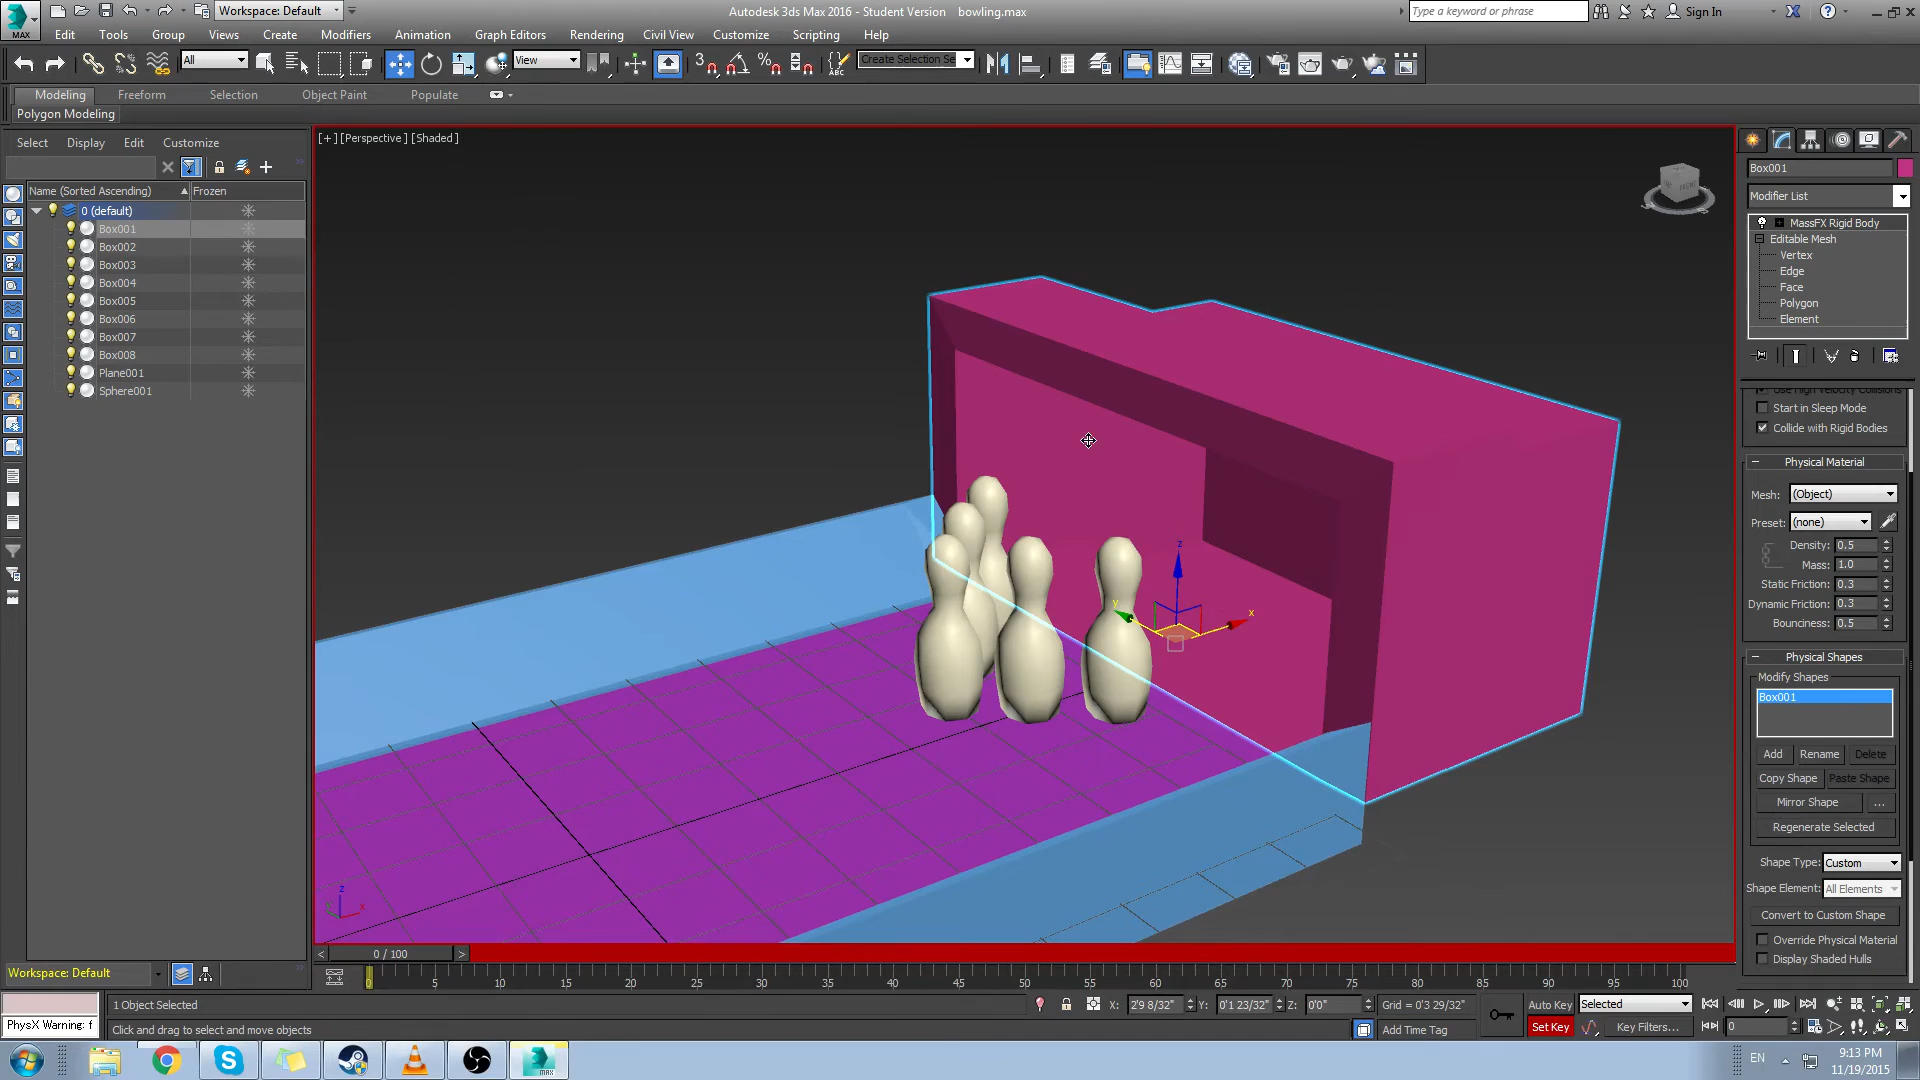 Workspace: Default
Autodesk 3ds Max 2016 - Student Version    bowling.max
Type a keyword or phrase
Sign In
MAX
Edit Tools Group Views Create Modifiers Animation Graph Editors Rendering Civil View Customize Scripting Help
All
View
3
ABC
Create Selection Se
Modeling Freeform Selection Object Paint Populate
Polygon Modeling
Select Display Edit Customize
Name (Sorted Ascending) Frozen
0 (default)
Box001
Box002
Box003
Box004
Box005
Box006
Box007
Box008
Plane001
Sphere001
[+] [Perspective] [Shaded]
z
y
x
z
x
Box001
Modifier List
MassFX Rigid Body
Editable Mesh
Vertex
Edge
Face
Polygon
Element
Use High Velocity Collisions
Start in Sleep Mode
Collide with Rigid Bodies
Physical Material
Mesh: (Object)
Preset: (none)
Density: 0.5
Mass: 1.0
Static Friction: 0.3
Dynamic Friction: 0.3
Bounciness: 0.5
Physical Shapes
Modify Shapes
Box001
Add Rename Delete
Copy Shape Paste Shape
Mirror Shape ...
Regenerate Selected
Shape Type: Custom
Shape Element: All Elements
Convert to Custom Shape
Override Physical Material
Display Shaded Hulls
< 0 / 100 >
Workspace: Default
0 5 10 15 20 25 30 35 40 45 50 55 60 65 70 75 80 85 90 95 100
1 Object Selected
X: 2'9 8/32" Y: 0'1 23/32" Z: 0'0" Grid = 0'3 29/32"
Auto Key Selected
PhysX Warning: f
Click and drag to select and move objects
Add Time Tag
Set Key Key Filters... 0
MAX
EN
9:13 PM
11/19/2015